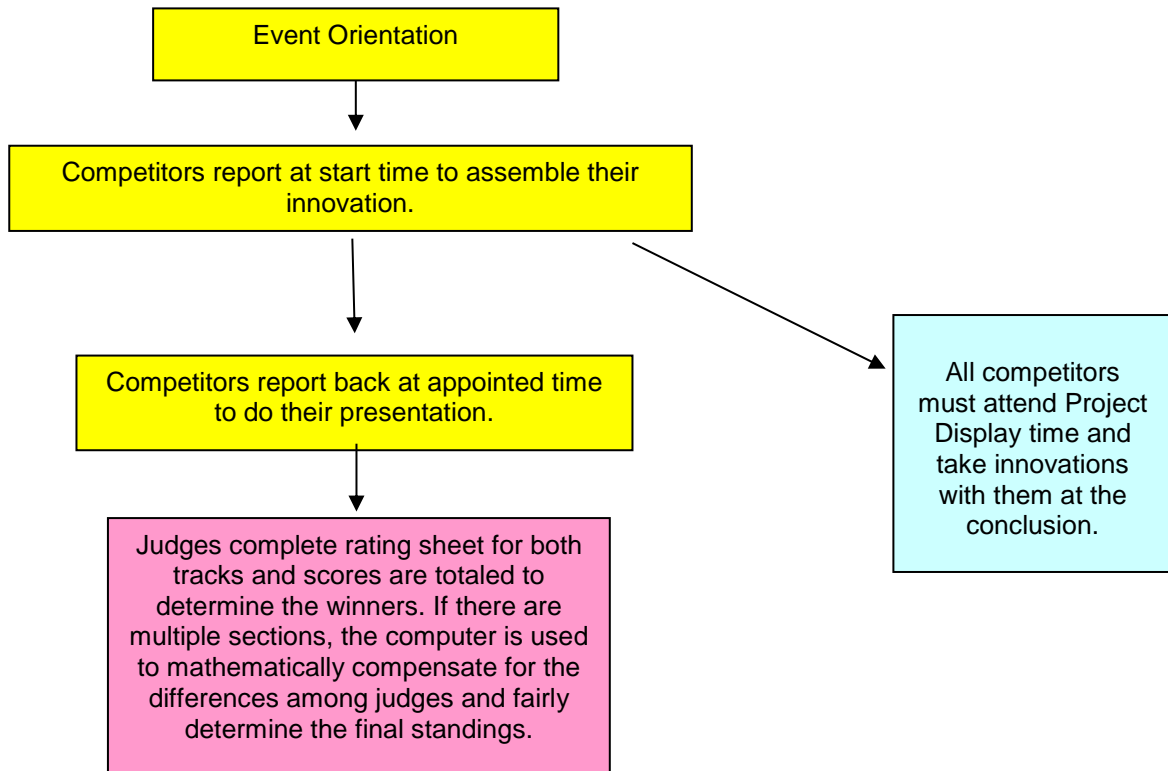 Event Orientation
Competitors report at start time to assemble their
innovation.
Competitors report back at appointed time
to do their presentation.
All competitors
must attend Project
Display time and
take innovations
with them at the
conclusion.
Judges complete rating sheet for both
tracks and scores are totaled to
determine the winners. If there are
multiple sections, the computer is used
to mathematically compensate for the
differences among judges and fairly
determine the final standings.